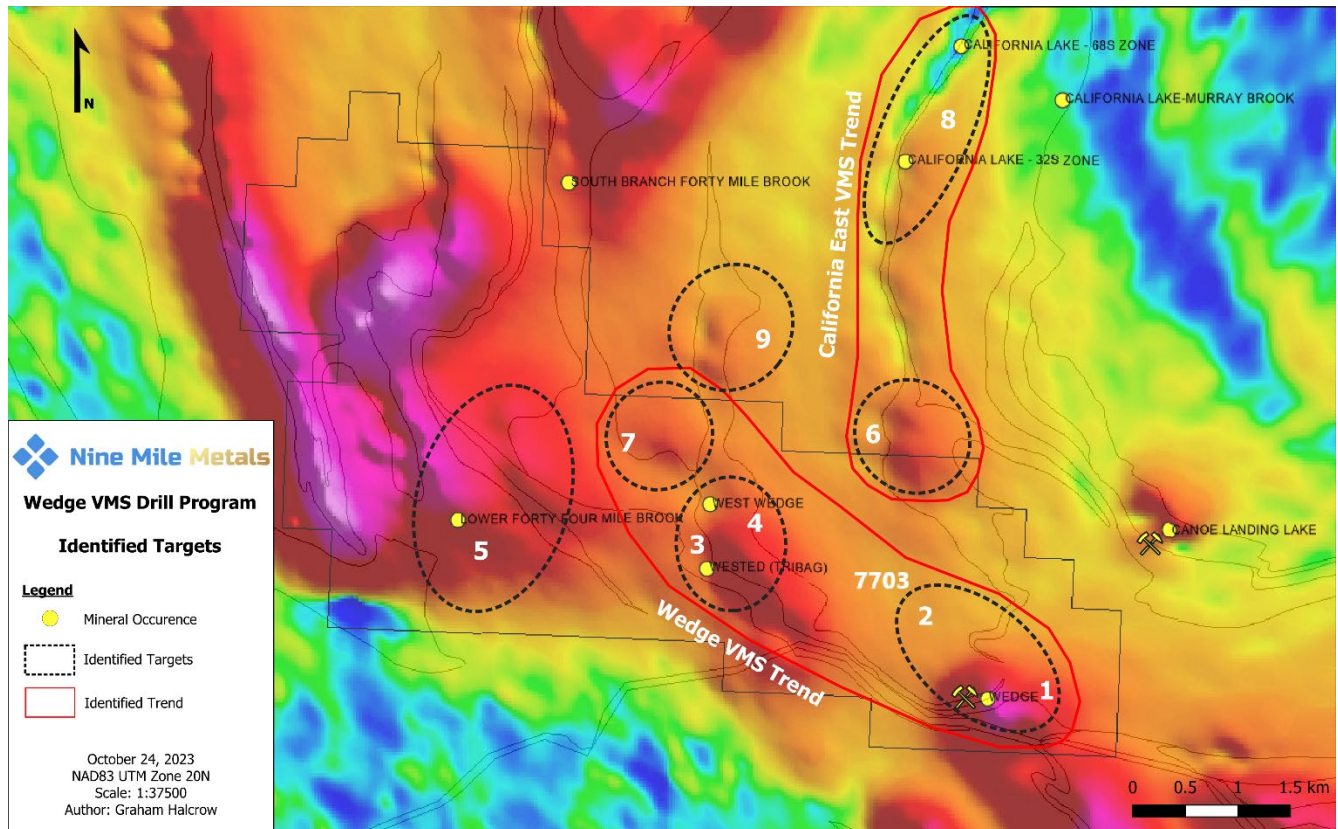 N
CALIFORNIA LAKE - 68S ZONE
CALIFORNIA LAKE-MURRAY BROOK
8
CALIFORNIA LAKE - 32S ZONE
SOUTH BRANCH FORTY MILE BROOK
California East VMS Trend
9
7
6
WEST WEDGE
4
LOWER FORTY FOUR MILE BROOK
3
5
WESTED (TRIBAG)
CANOE LANDING LAKE
7703
2
Wedge VMS Trend
WEDGE
1
Nine Mile Metals
Wedge VMS Drill Program
Identified Targets
Legend
Mineral Occurence
Identified Targets
Identified Trend
October 24, 2023
NAD83 UTM Zone 20N
Scale: 1:37500
Author: Graham Halcrow
0 0.5 1 1.5 km